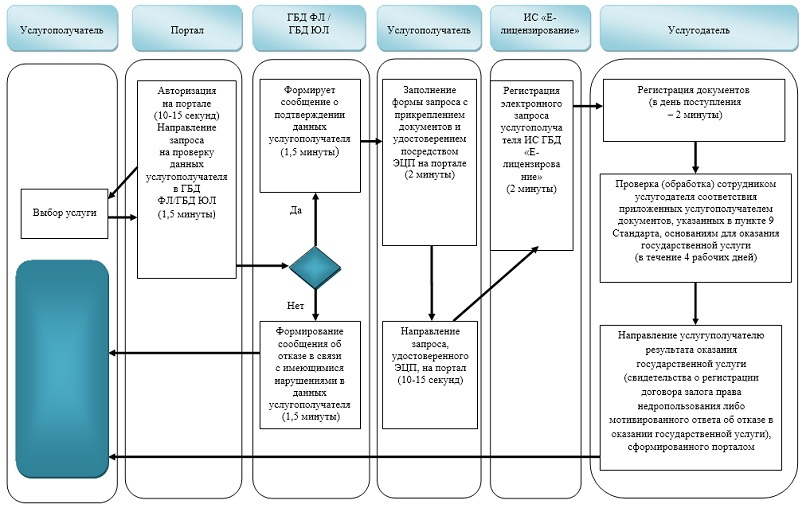 Услугополучатель
Портал
ГБД ФЛ /
ГБД ЮЛ
Услугополучатель
ИС «Е-
лицензирование»
Услугодатель
Выбор услуги
Авторизация
на портале
(10-15 секунд)
Направление
запроса
на проверку
данных
услугополучателя
в ГБД
ФЛ/ГБД ЮЛ
(1,5 минуты)
Формирует
сообщение о
подтверждении
данных
услугополучателя
(1,5 минуты)
Да
Нет
Формирование
сообщения об
отказе в связи
с имеющимися
нарушениями в
данных
услугополучателя
(1,5 минуты)
Заполнение
формы запроса с
прикреплением
документов и
удостоверением
посредством
ЭЦП на портале
(2 минуты)
Направление
запроса,
удостоверенного
ЭЦП, на портал
(10-15 секунд)
Регистрация
электронного
запроса
услугополуча
теля ИС ГБД
«Е-
лицензирова
ние»
(2 минуты)
Регистрация документов
(в день поступления
– 2 минуты)
Проверка (обработка) сотрудником
услугодателя соответствия
приложенных услугополучателем
документов, указанных в пункте 9
Стандарта, основаниям для оказания
государственной услуги
(в течение 4 рабочих дней)
Направление услугуполучателю
результата оказания
государственной услуги
(свидетельства о регистрации
договора залога права
недропользования либо
мотивированного ответа об отказе в
оказании государственной услуги),
сформированного порталом